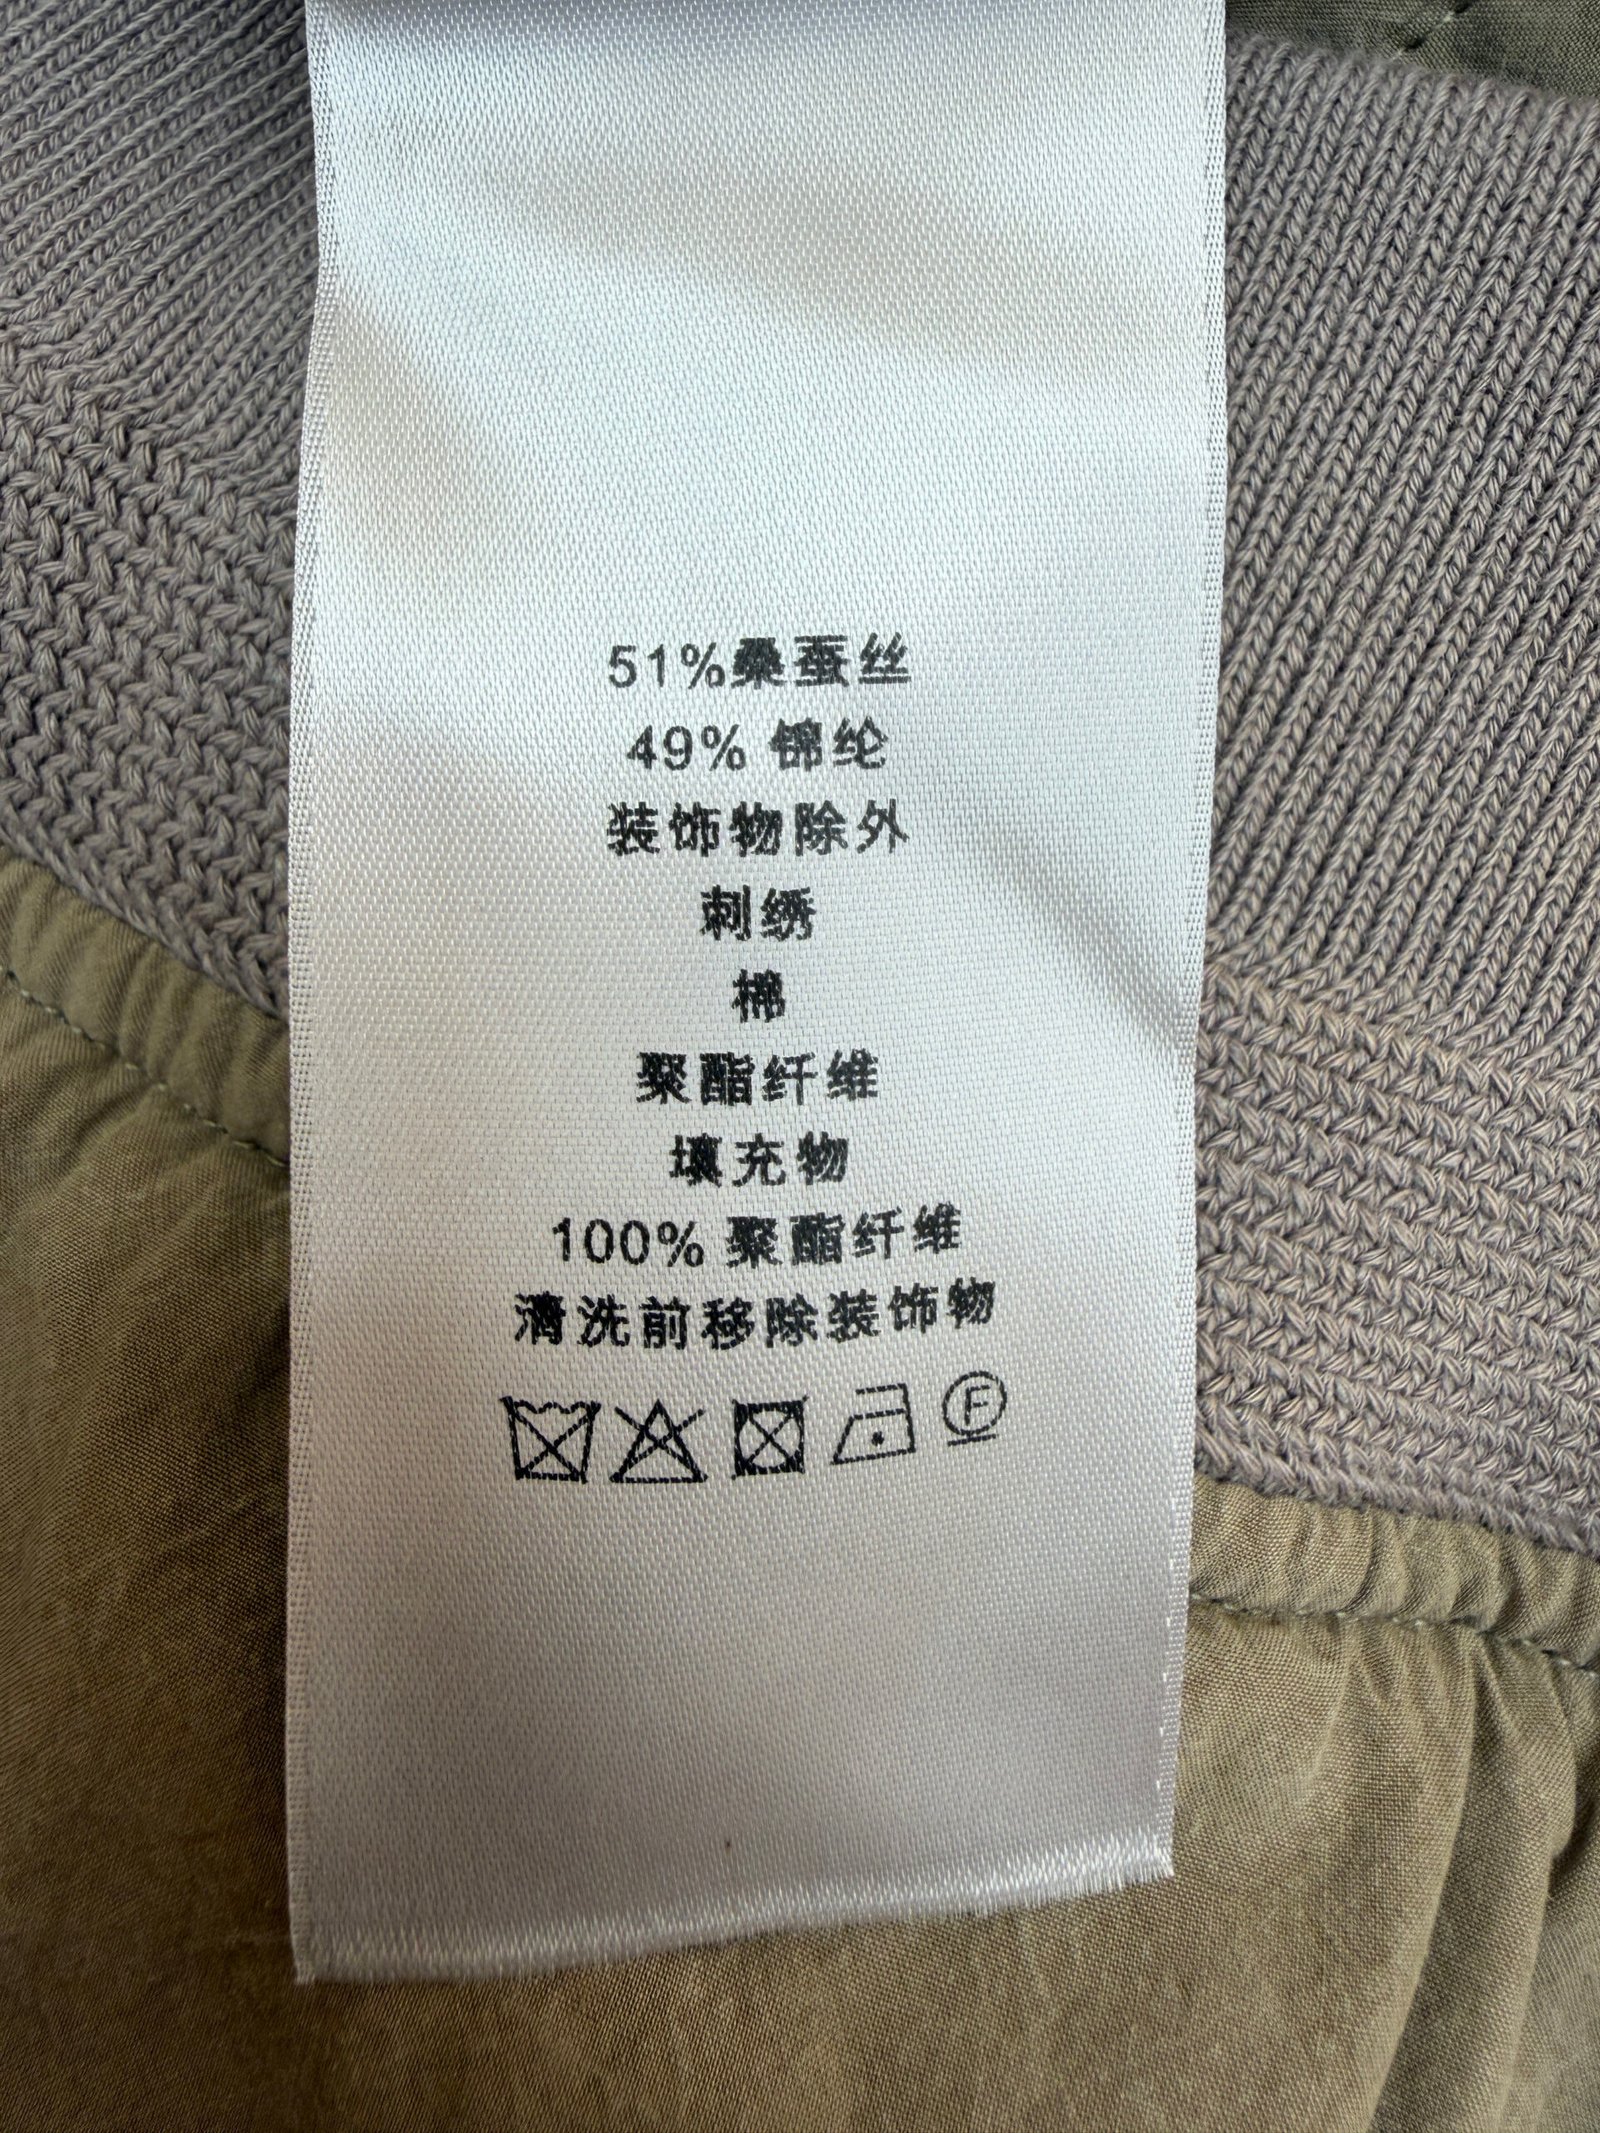 51%桑蚕丝
49% 锦纶
装饰物除外
刺绣
棉
聚酯纤维
填充物
100% 聚酯纤维
清洗前移除装饰物
F